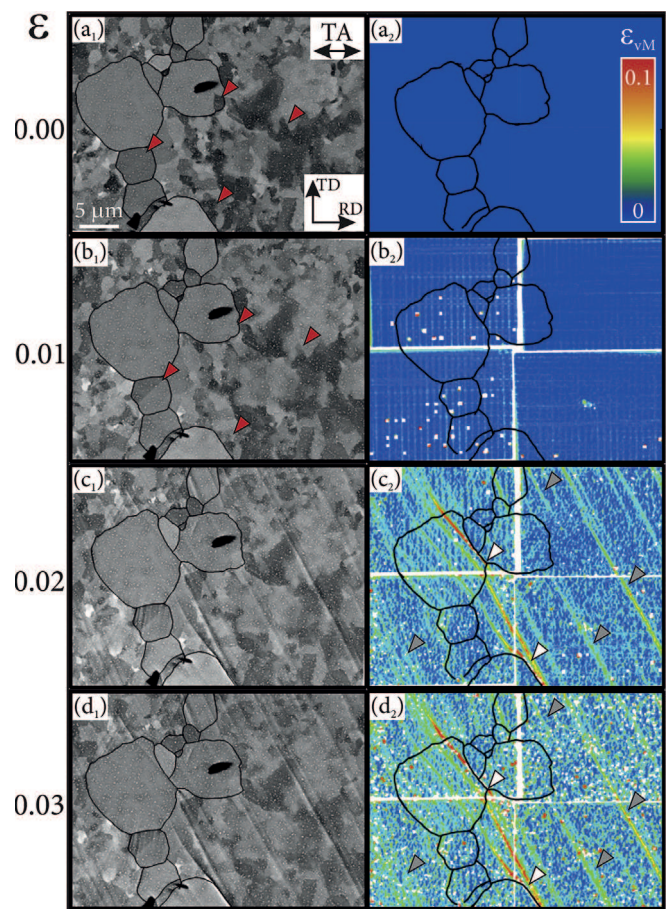 ε
(a₁)
TA
(a₂)
εvM
0.1
0
0.00
5 μm
TD
RD
(b₁)
(b₂)
0.01
(c₁)
(c₂)
0.02
(d₁)
(d₂)
0.03